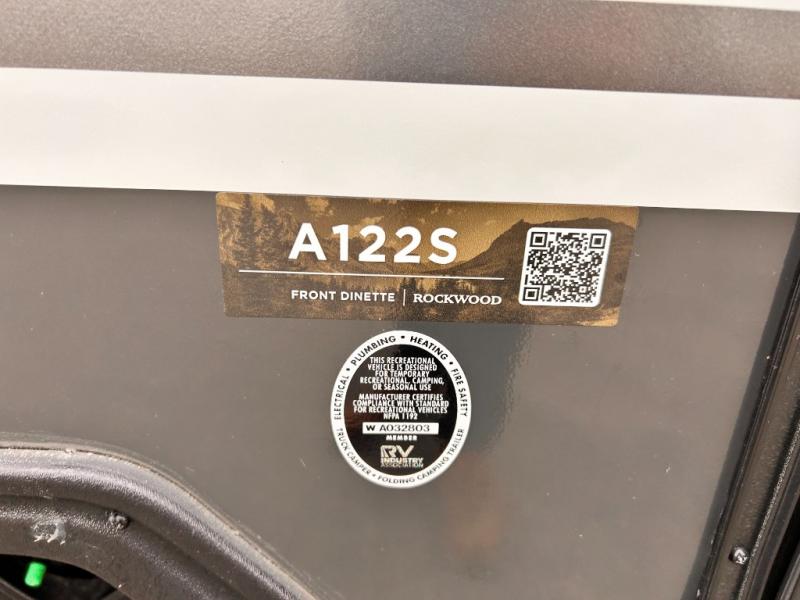 A122S
FRONT DINETTE | ROCKWOOD
ELECTRICAL • PLUMBING • HEATING • FIRE SAFETY
THIS RECREATIONAL
VEHICLE IS DESIGNED
FOR TEMPORARY
RECREATIONAL, CAMPING,
OR SEASONAL USE
MANUFACTURER CERTIFIES
COMPLIANCE WITH STANDARD
FOR RECREATIONAL VEHICLES
NFPA 1192
W A032803
MEMBER
RV
INDUSTRY
ASSOCIATION
TRUCK CAMPER • FOLDING CAMPING TRAILER